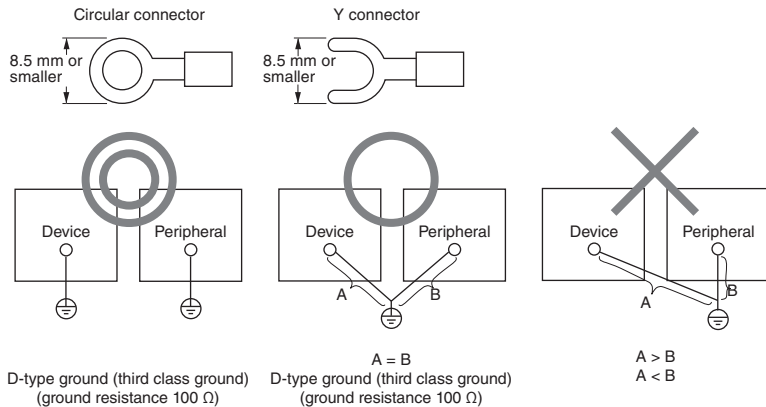 Circular connector
Y connector
8.5 mm or
smaller
8.5 mm or
smaller
Device
Peripheral
Device
Peripheral
A
B
Device
Peripheral
A
B
D-type ground (third class ground)
(ground resistance 100 Ω)
A = B
D-type ground (third class ground)
(ground resistance 100 Ω)
A > B
A < B